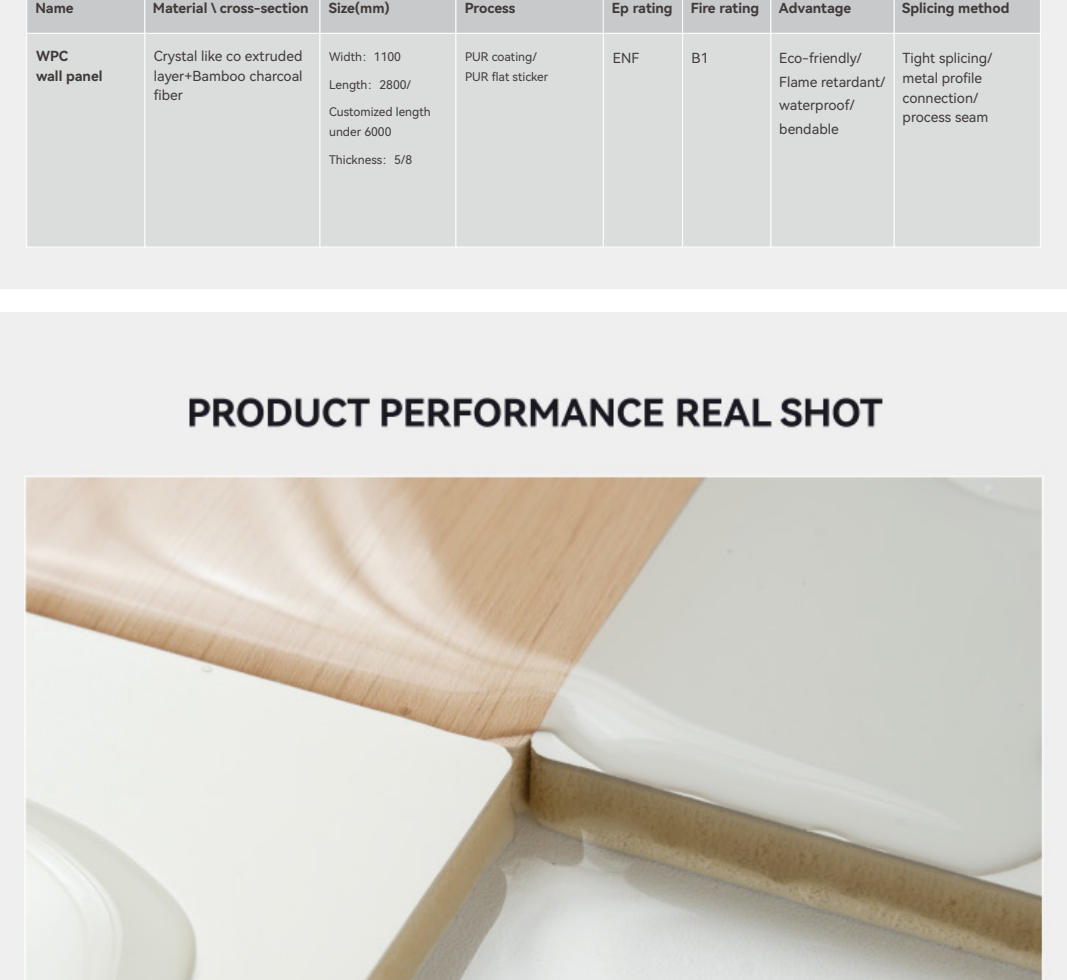 Name
Material \ cross-section
Size(mm)
Process
Ep rating
Fire rating
Advantage
Splicing method
WPC
wall panel
Crystal like co extruded
layer+Bamboo charcoal
fiber
Width：1100
Length：2800/
Customized length
under 6000
Thickness：5/8
PUR coating/
PUR flat sticker
ENF
B1
Eco-friendly/
Flame retardant/
waterproof/
bendable
Tight splicing/
metal profile
connection/
process seam
PRODUCT PERFORMANCE REAL SHOT